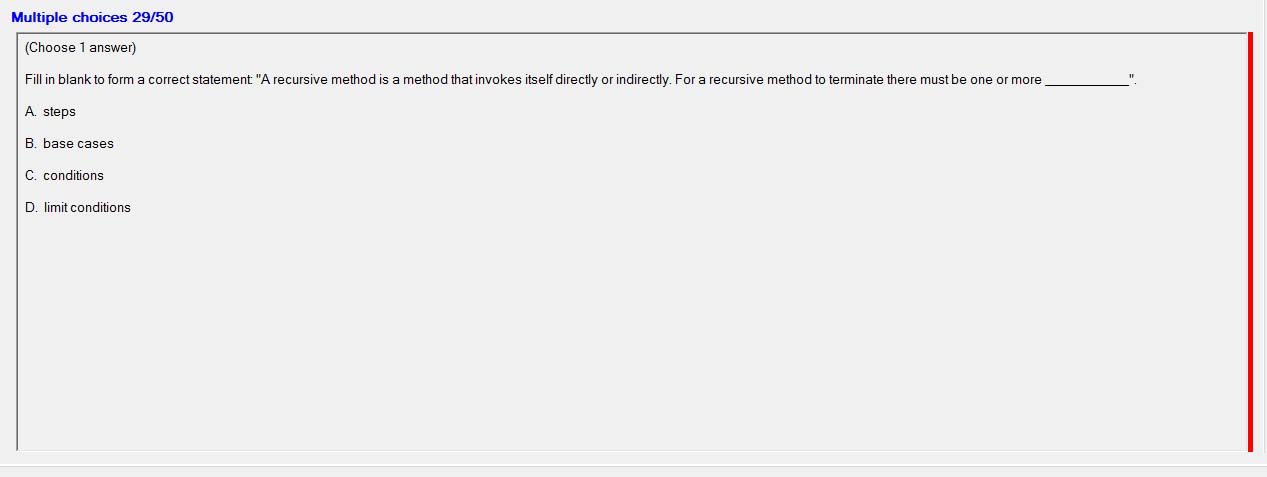 Multiple choices 29/50
(Choose 1 answer)
Fill in blank to form a correct statement: "A recursive method is a method that invokes itself directly or indirectly. For a recursive method to terminate there must be one or more ____________".
A. steps
B. base cases
C. conditions
D. limit conditions